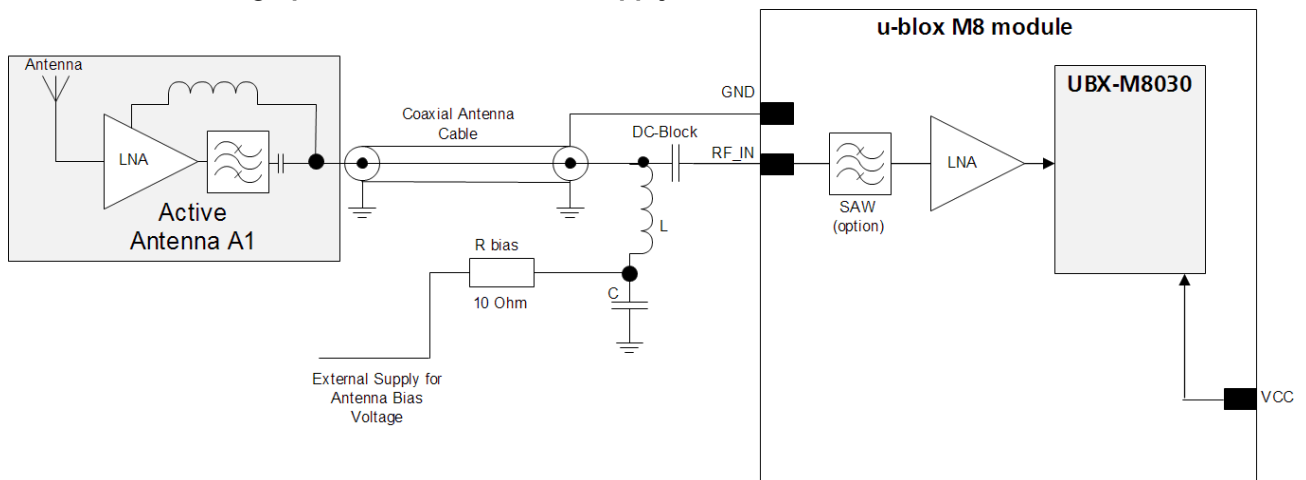 u-blox M8 module
Antenna
LNA
Active
Antenna A1
Coaxial Antenna
Cable
GND
DC-Block
RF_IN
L
R bias
10 Ohm
C
External Supply for
Antenna Bias
Voltage
SAW
(option)
LNA
UBX-M8030
VCC